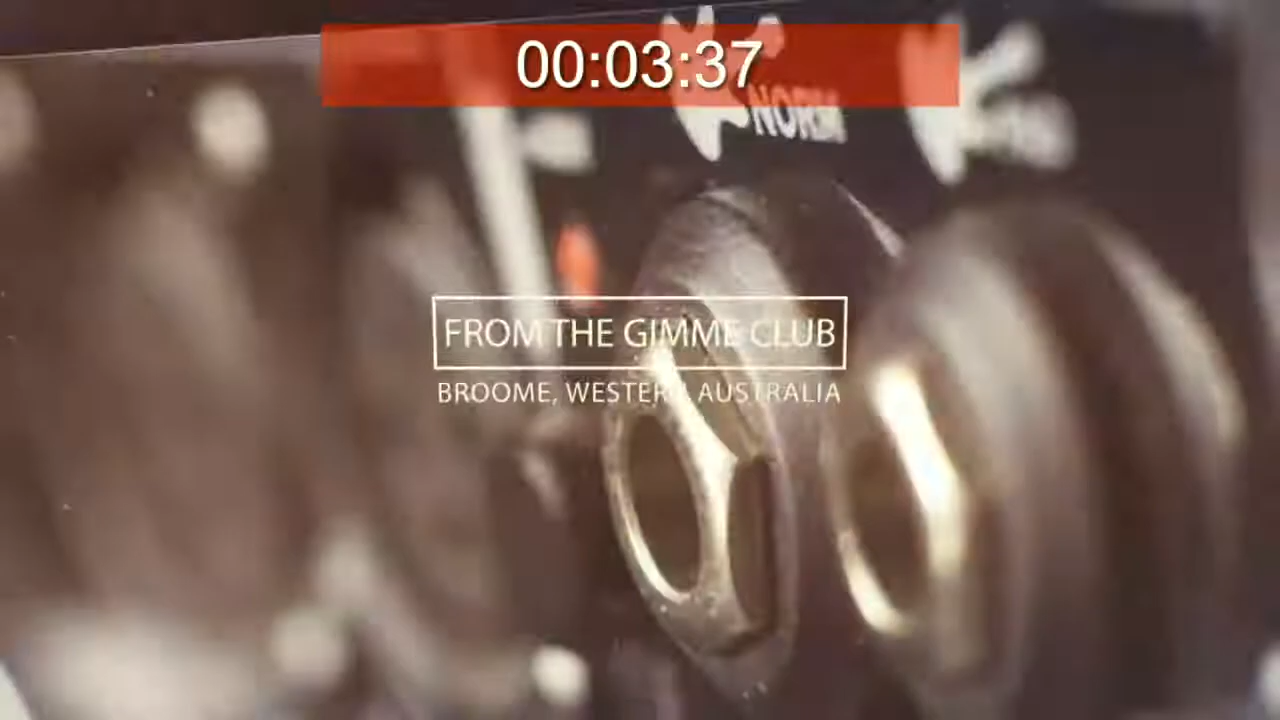 00:03:37
NORM
FROM THE GIMME CLUB
BROOME, WESTERN AUSTRALIA